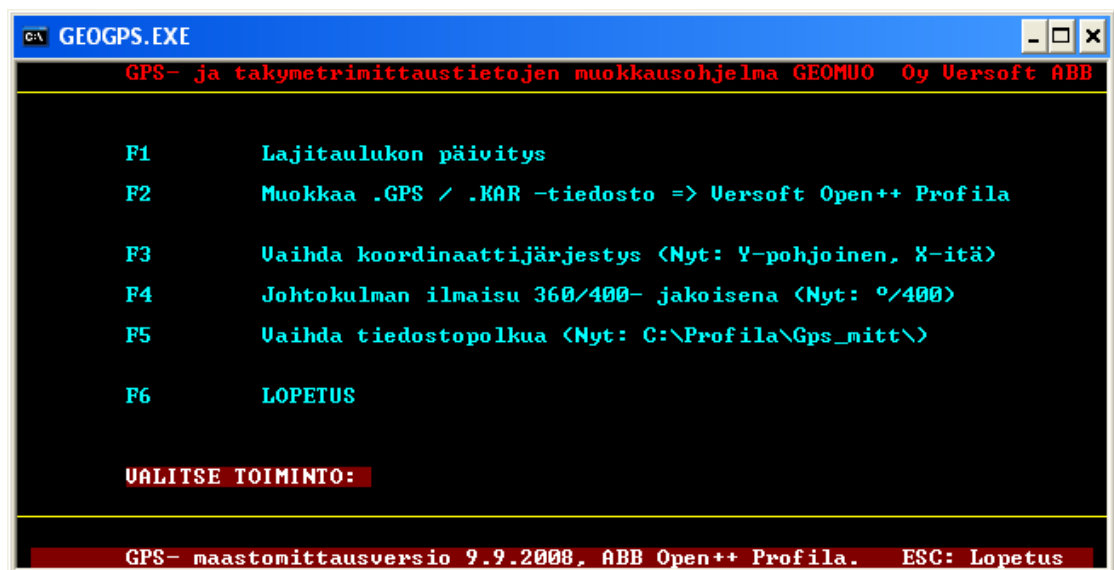 GEOGPS.EXE
GPS- ja takymetrimittaustietojen muokkausohjelma GEOMUO Oy Versoft ABB
F1 Lajitaulukon päivitys
F2 Muokkaa .GPS / .KAR -tiedosto => Versoft Open++ Profila
F3 Vaihda koordinaattijärjestys (Nyt: Y-pohjoinen, X-itä)
F4 Johtokulman ilmaisu 360/400- jakoisena (Nyt: º/400)
F5 Vaihda tiedostopolkua (Nyt: C:\Profila\Gps_mitt\)
F6 LOPETUS
VALITSE TOIMINTO:
GPS- maastomittausversio 9.9.2008, ABB Open++ Profila. ESC: Lopetus